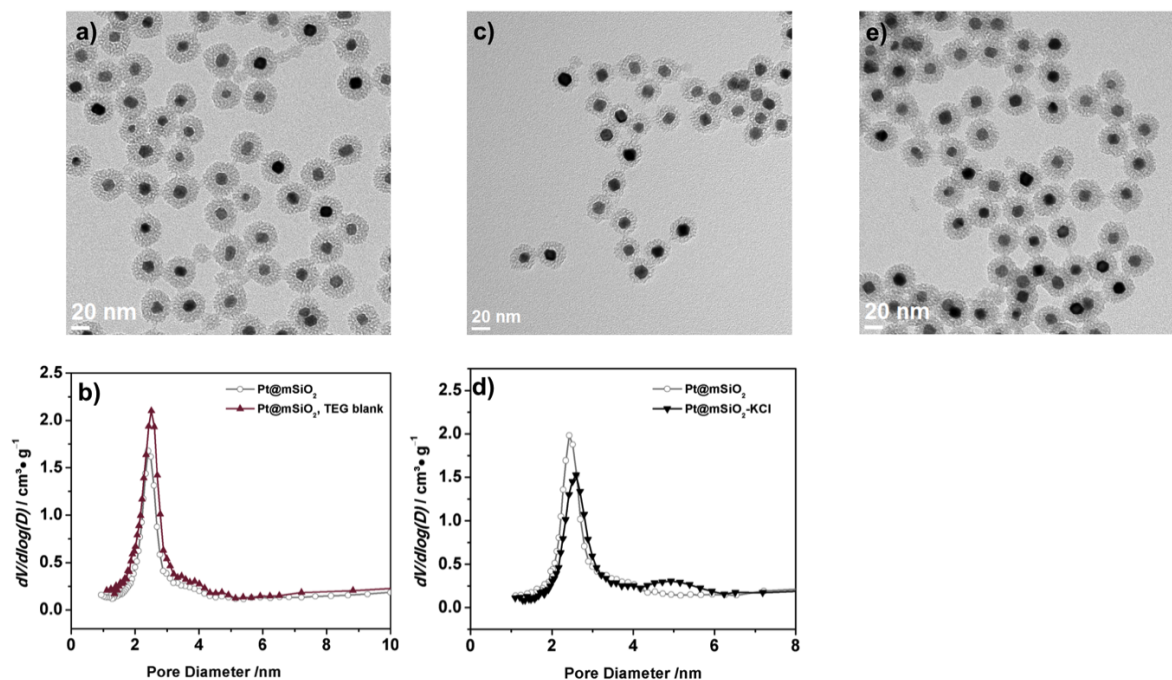 a)
20 nm
c)
20 nm
e)
20 nm
b)
2.5
2.0
1.5
1.0
0.5
0.0
dV/dlog(D) / cm³• g⁻¹
Pt@mSiO₂
Pt@mSiO₂, TEG blank
0 2 4 6 8 10
Pore Diameter /nm
d)
2.5
2.0
1.5
1.0
0.5
0.0
dV/dlog(D) / cm³• g⁻¹
Pt@mSiO₂
Pt@mSiO₂-KCl
0 2 4 6 8
Pore Diameter /nm